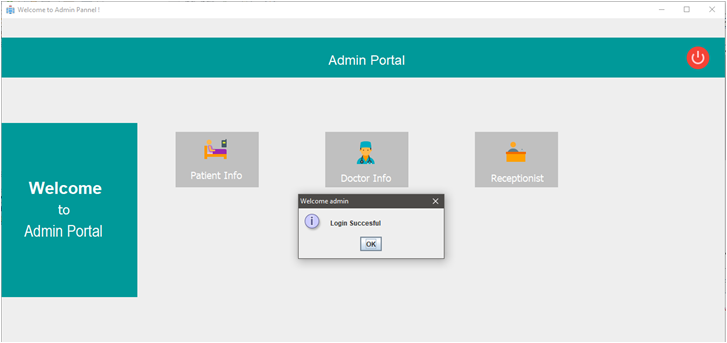 Welcome to Admin Pannel !
Admin Portal
Patient Info
Doctor Info
Receptionist
Welcome
to
Admin Portal
Welcome admin
Login Succesful
OK